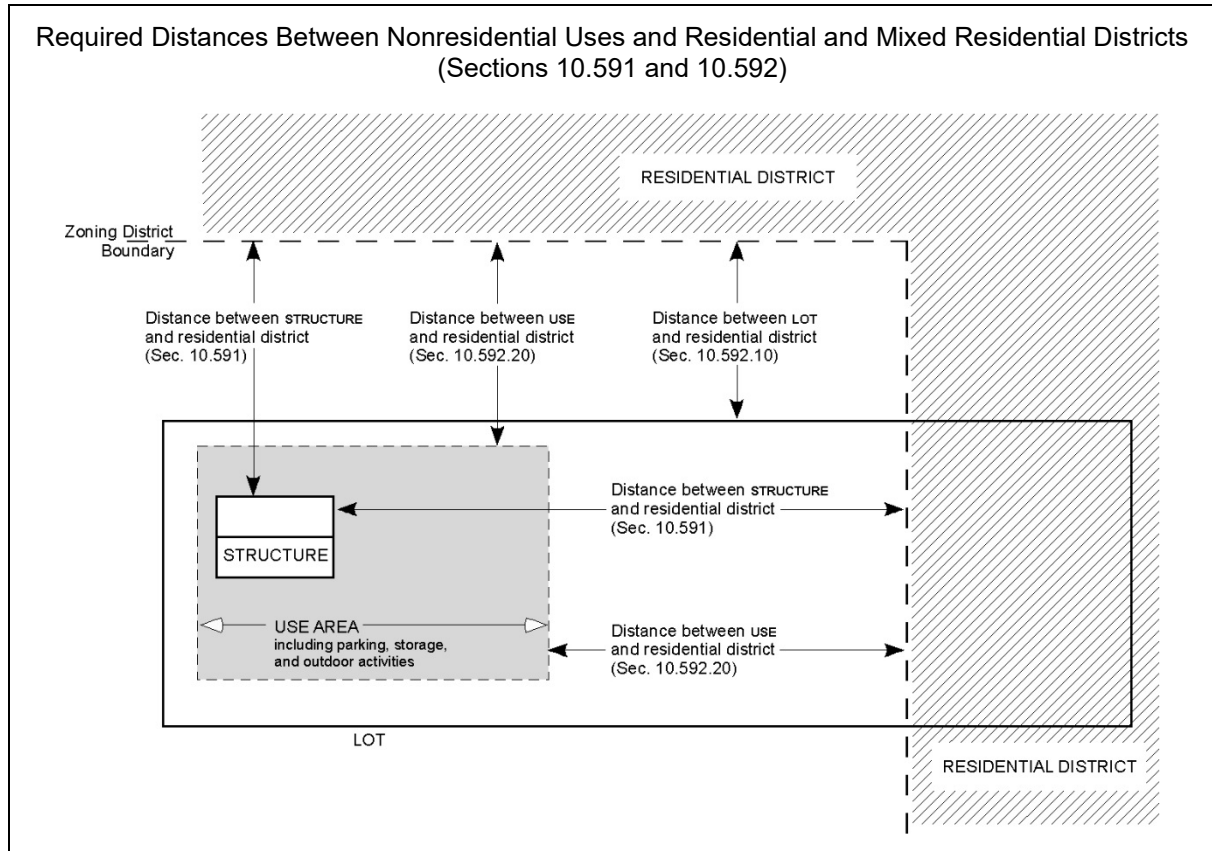 Required Distances Between Nonresidential Uses and Residential and Mixed Residential Districts
(Sections 10.591 and 10.592)
RESIDENTIAL DISTRICT
Zoning District
Boundary
Distance between STRUCTURE
and residential district
(Sec. 10.591)
Distance between USE
and residential district
(Sec. 10.592.20)
Distance between LOT
and residential district
(Sec. 10.592.10)
Distance between STRUCTURE
and residential district
(Sec. 10.591)
STRUCTURE
USE AREA
including parking, storage,
and outdoor activities
Distance between USE
and residential district
(Sec. 10.592.20)
LOT
RESIDENTIAL DISTRICT